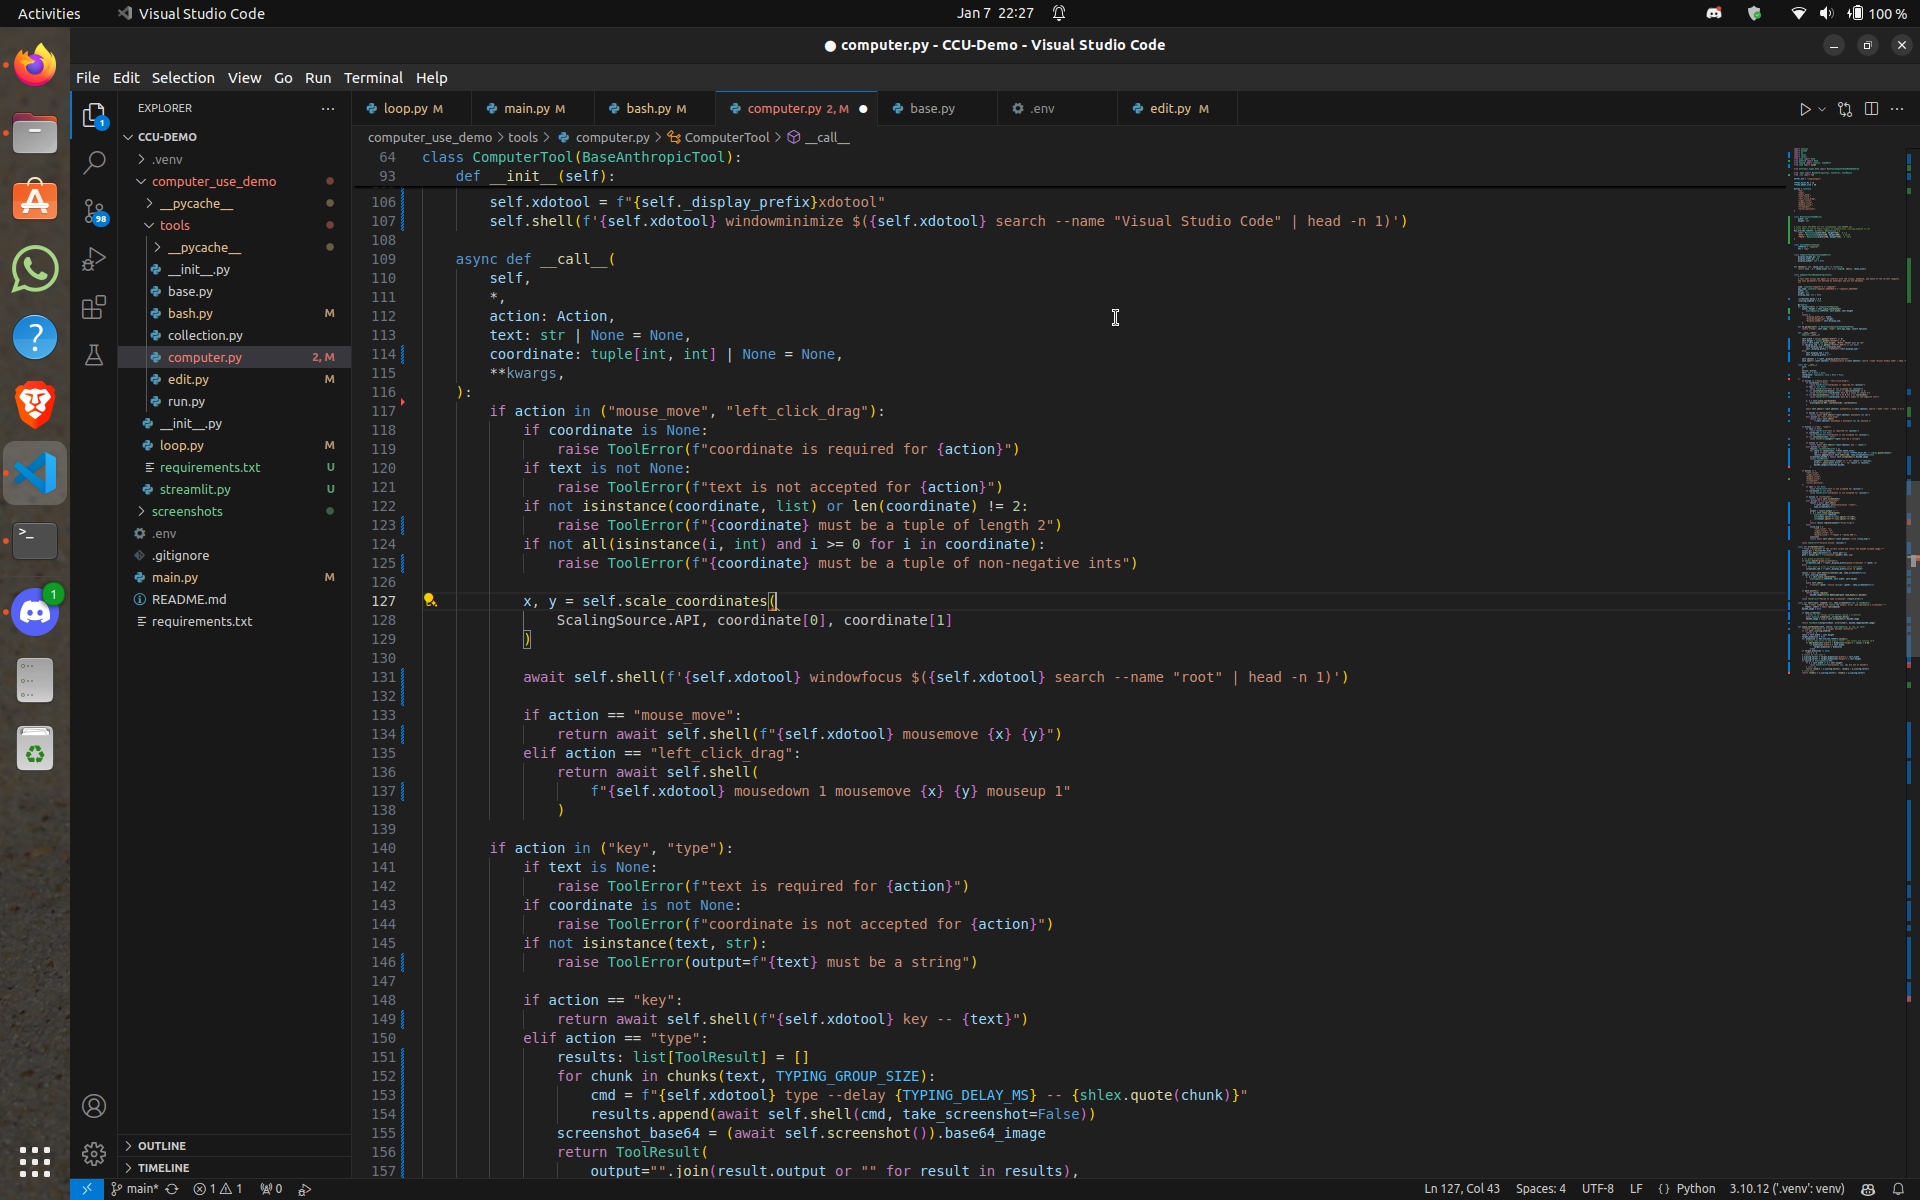 Activities
Visual Studio Code
Jan 7 22:27
100 %
● computer.py - CCU-Demo - Visual Studio Code
File Edit Selection View Go Run Terminal Help
EXPLORER
loop.py M
main.py M
bash.py M
computer.py 2, M
base.py
.env
edit.py M
computer_use_demo > tools > computer.py > ComputerTool > __call__
1
98
1
CCU-DEMO
.venv
computer_use_demo
__pycache__
tools
__pycache__
__init__.py
base.py
bash.py M
collection.py
computer.py 2, M
edit.py M
run.py
__init__.py
loop.py M
requirements.txt U
streamlit.py U
screenshots
.env
.gitignore
main.py M
README.md
requirements.txt
OUTLINE
TIMELINE
64 class ComputerTool(BaseAnthropicTool):
93 def __init__(self):
106 self.xdotool = f"{self._display_prefix}xdotool"
107 self.shell(f'{self.xdotool} windowminimize $({self.xdotool} search --name "Visual Studio Code" | head -n 1)')
108
109 async def __call__(
110 self,
111 *,
112 action: Action,
113 text: str | None = None,
114 coordinate: tuple[int, int] | None = None,
115 **kwargs,
116 ):
117 if action in ("mouse_move", "left_click_drag"):
118 if coordinate is None:
119 raise ToolError(f"coordinate is required for {action}")
120 if text is not None:
121 raise ToolError(f"text is not accepted for {action}")
122 if not isinstance(coordinate, list) or len(coordinate) != 2:
123 raise ToolError(f"{coordinate} must be a tuple of length 2")
124 if not all(isinstance(i, int) and i >= 0 for i in coordinate):
125 raise ToolError(f"{coordinate} must be a tuple of non-negative ints")
126
127 x, y = self.scale_coordinates(
128 ScalingSource.API, coordinate[0], coordinate[1]
129 )
130
131 await self.shell(f'{self.xdotool} windowfocus $({self.xdotool} search --name "root" | head -n 1)')
132
133 if action == "mouse_move":
134 return await self.shell(f"{self.xdotool} mousemove {x} {y}")
135 elif action == "left_click_drag":
136 return await self.shell(
137 f"{self.xdotool} mousedown 1 mousemove {x} {y} mouseup 1"
138 )
139
140 if action in ("key", "type"):
141 if text is None:
142 raise ToolError(f"text is required for {action}")
143 if coordinate is not None:
144 raise ToolError(f"coordinate is not accepted for {action}")
145 if not isinstance(text, str):
146 raise ToolError(output=f"{text} must be a string")
147
148 if action == "key":
149 return await self.shell(f"{self.xdotool} key -- {text}")
150 elif action == "type":
151 results: list[ToolResult] = []
152 for chunk in chunks(text, TYPING_GROUP_SIZE):
153 cmd = f"{self.xdotool} type --delay {TYPING_DELAY_MS} -- {shlex.quote(chunk)}"
154 results.append(await self.shell(cmd, take_screenshot=False))
155 screenshot_base64 = (await self.screenshot()).base64_image
156 return ToolResult(
157 output="".join(result.output or "" for result in results),
main* 1 1 0
Ln 127, Col 43 Spaces: 4 UTF-8 LF { } Python 3.10.12 ('.venv': venv)